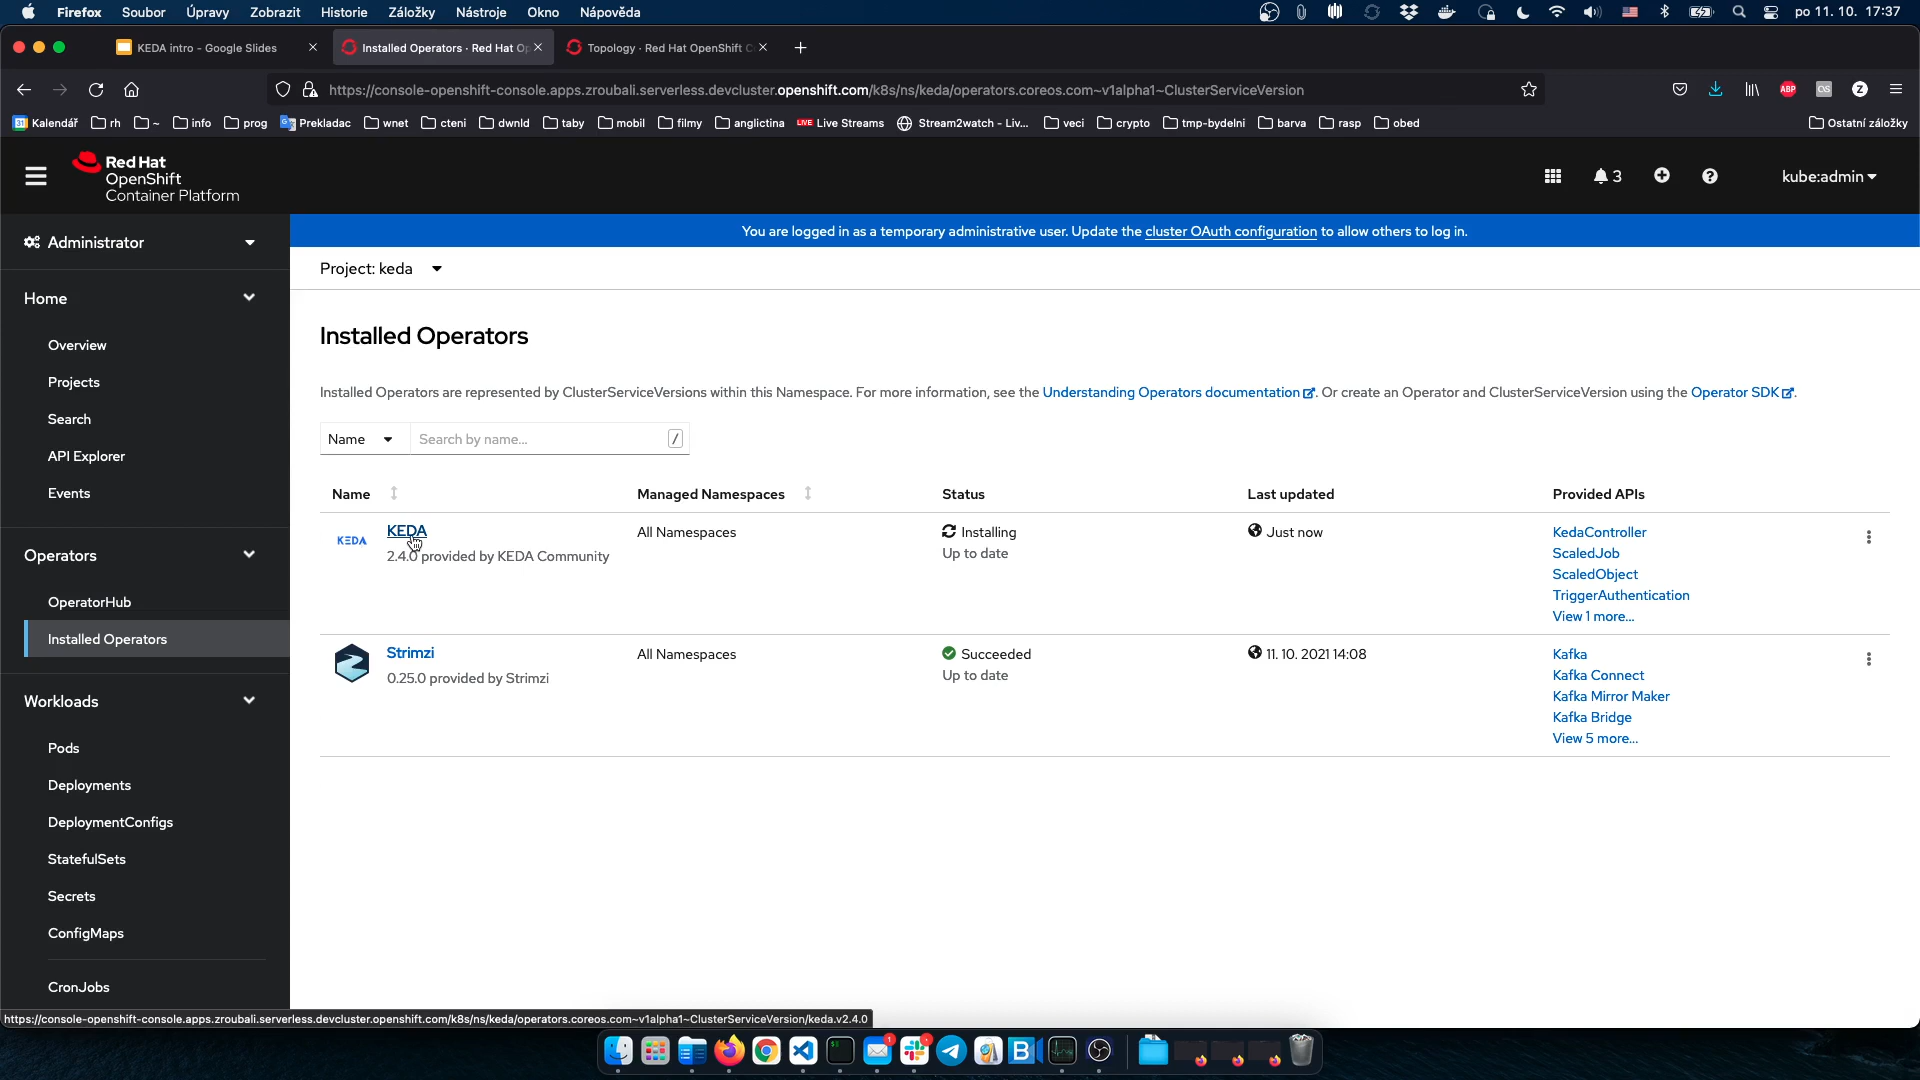 Firefox Soubor Úpravy Zobrazit Historie Záložky Nástroje Okno Nápověda po 11. 10. 17:37
KEDA intro - Google Slides
Installed Operators · Red Hat Op
Topology · Red Hat OpenShift C
https://console-openshift-console.apps.zroubali.serverless.devcluster.openshift.com/k8s/ns/keda/operators.coreos.com~v1alpha1~ClusterServiceVersion
ABP
Z
31 Kalendář rh ~ info prog Prekladac wnet cteni dwnld taby mobil filmy anglictina LIVE Live Streams Stream2watch - Liv... veci crypto tmp-bydelni barva rasp obed Ostatní záložky
Red Hat
OpenShift
Container Platform
3
kube:admin
Administrator
You are logged in as a temporary administrative user. Update the cluster OAuth configuration to allow others to log in.
Project: keda
Home
Overview
Projects
Search
API Explorer
Events
Operators
OperatorHub
Installed Operators
Workloads
Pods
Deployments
DeploymentConfigs
StatefulSets
Secrets
ConfigMaps
CronJobs
Installed Operators
Installed Operators are represented by ClusterServiceVersions within this Namespace. For more information, see the Understanding Operators documentation. Or create an Operator and ClusterServiceVersion using the Operator SDK.
Name Search by name... /
Name Managed Namespaces Status Last updated Provided APIs
KEDA
KEDA
2.4.0 provided by KEDA Community
All Namespaces
Installing
Up to date
Just now
KedaController
ScaledJob
ScaledObject
TriggerAuthentication
View 1 more...
Strimzi
0.25.0 provided by Strimzi
All Namespaces
Succeeded
Up to date
11. 10. 2021 14:08
Kafka
Kafka Connect
Kafka Mirror Maker
Kafka Bridge
View 5 more...
https://console-openshift-console.apps.zroubali.serverless.devcluster.openshift.com/k8s/ns/keda/operators.coreos.com~v1alpha1~ClusterServiceVersion/keda.v2.4.0